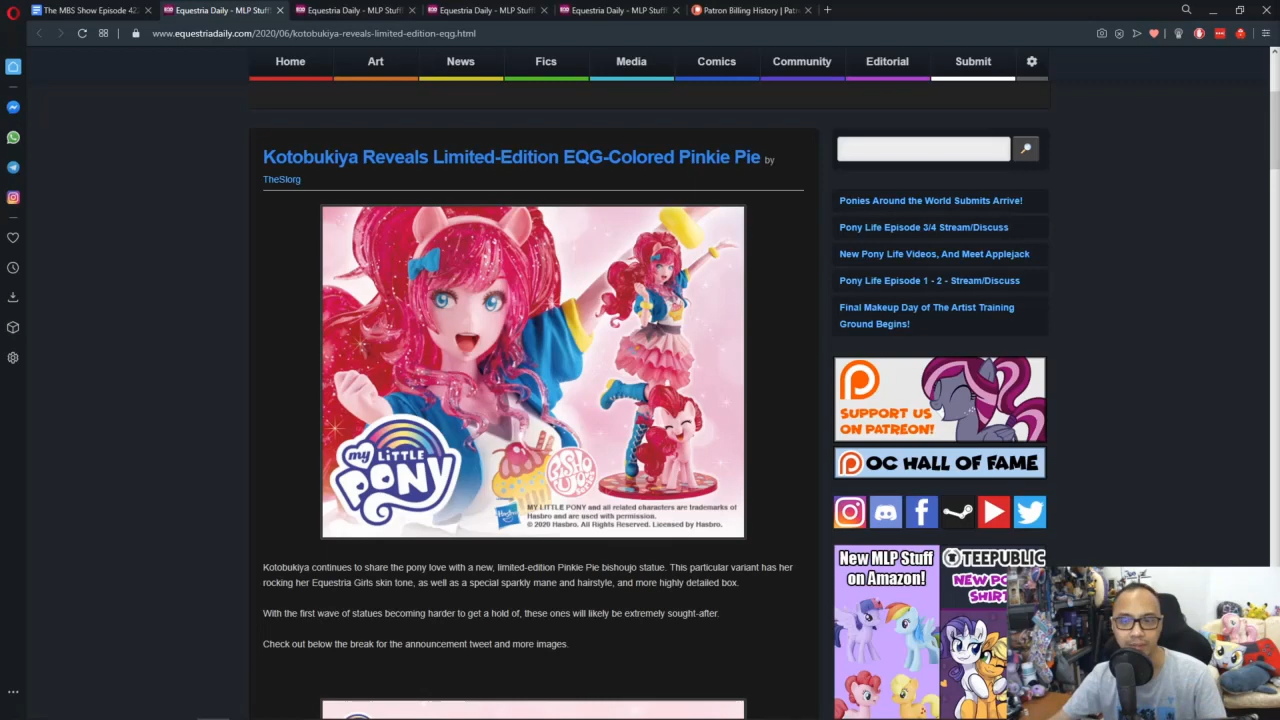 The MBS Show Episode 42.
Equestria Daily - MLP Stuff!
Equestria Daily - MLP Stuff!
Equestria Daily - MLP Stuff!
Equestria Daily - MLP Stuff!
Patron Billing History | Pat
www.equestriadaily.com/2020/06/kotobukiya-reveals-limited-edition-eqg.html
Home
Art
News
Fics
Media
Comics
Community
Editorial
Submit
Kotobukiya Reveals Limited-Edition EQG-Colored Pinkie Pie by
TheSlorg
my LiTTLE
PONY
BISHOUJO
Hasbro
MY LITTLE PONY and all related characters are trademarks of
Hasbro and are used with permission.
© 2020 Hasbro. All Rights Reserved. Licensed by Hasbro.
Kotobukiya continues to share the pony love with a new, limited-edition Pinkie Pie bishoujo statue. This particular variant has her
rocking her Equestria Girls skin tone, as well as a special sparkly mane and hairstyle, and more highly detailed box.
With the first wave of statues becoming harder to get a hold of, these ones will likely be extremely sought-after.
Check out below the break for the announcement tweet and more images.
Ponies Around the World Submits Arrive!
Pony Life Episode 3/4 Stream/Discuss
New Pony Life Videos, And Meet Applejack
Pony Life Episode 1 - 2 - Stream/Discuss
Final Makeup Day of The Artist Training
Ground Begins!
SUPPORT US
ON PATREON!
OC HALL OF FAME
New MLP Stuff
on Amazon!
TEEPUBLIC
NEW PO
SHIRT